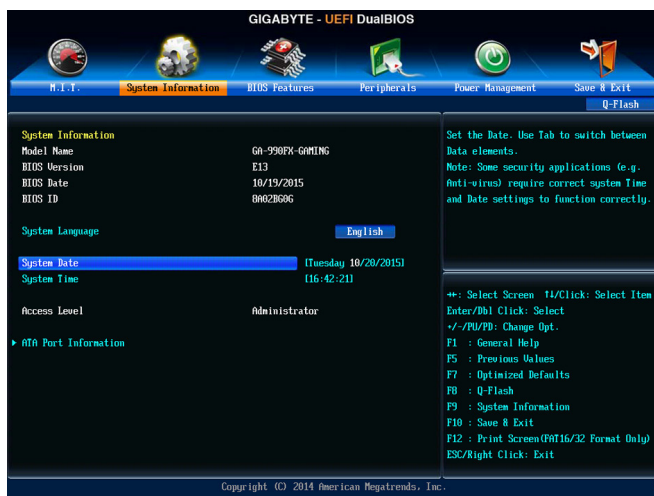 GIGABYTE - UEFI DualBIOS
M.I.T.
System Information
BIOS Features
Peripherals
Power Management
Save & Exit
Q-Flash
System Information
Model Name GA-990FX-GAMING
BIOS Version E13
BIOS Date 10/19/2015
BIOS ID 8A02BG0G
System Language English
System Date [Tuesday 10/20/2015]
System Time [16:42:21]
Access Level Administrator
ATA Port Information
Set the Date. Use Tab to switch between
Data elements.
Note: Some security applications (e.g.
Anti-virus) require correct system Time
and Date settings to function correctly.
↔: Select Screen ↑↓/Click: Select Item
Enter/Dbl Click: Select
+/-/PU/PD: Change Opt.
F1 : General Help
F5 : Previous Values
F7 : Optimized Defaults
F8 : Q-Flash
F9 : System Information
F10 : Save & Exit
F12 : Print Screen(FAT16/32 Format Only)
ESC/Right Click: Exit
Copyright (C) 2014 American Megatrends, Inc.